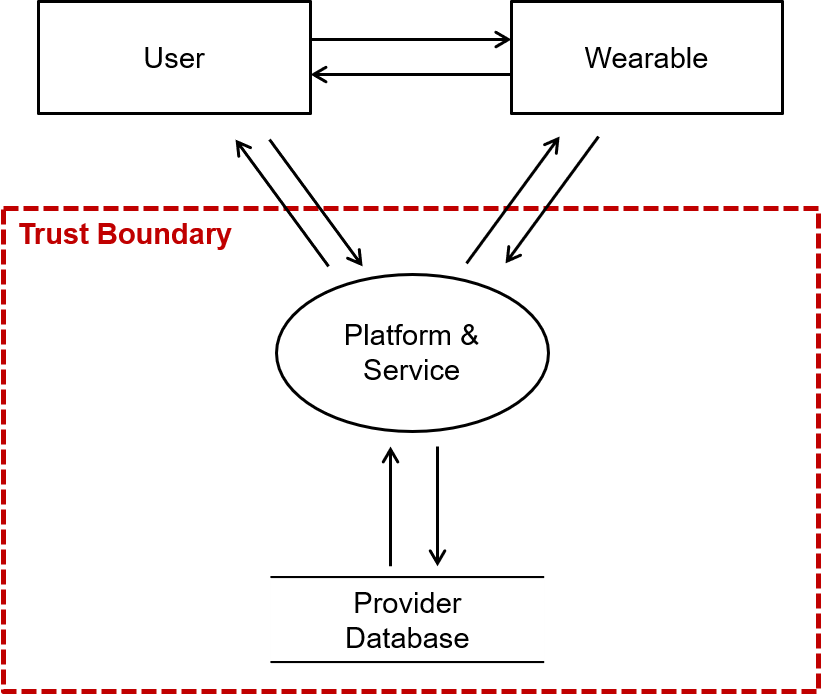 User
Wearable
Trust Boundary
Platform &
Service
Provider
Database